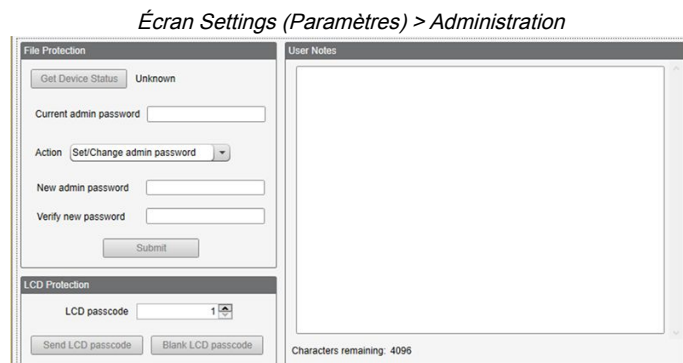 Écran Settings (Paramètres) > Administration
File Protection
Get Device Status Unknown
Current admin password
Action Set/Change admin password
New admin password
Verify new password
Submit
LCD Protection
LCD passcode 1
Send LCD passcode Blank LCD passcode
User Notes
Characters remaining: 4096